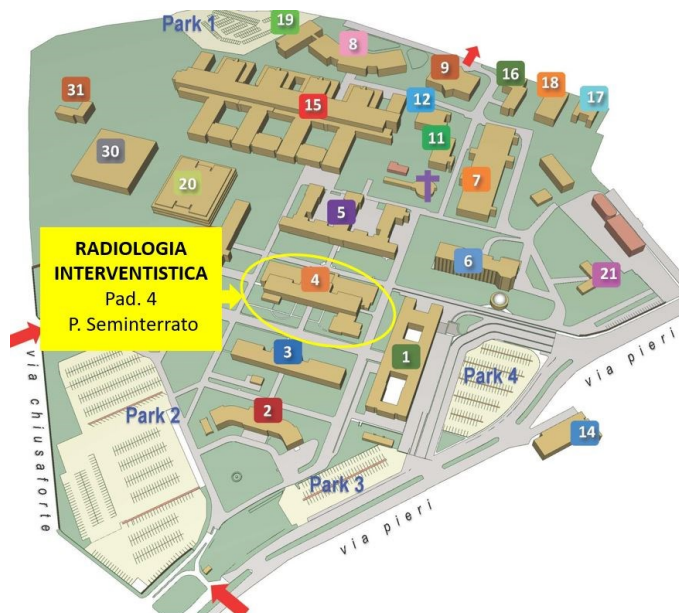 19
Park 1
8
9
16
18
17
31
12
15
11
30
7
20
5
RADIOLOGIA
INTERVENTISTICA
Pad. 4
P. Seminterrato
4
6
21
3
1
Park 4
via pieri
via chiusaforte
Park 2
2
14
Park 3
via pieri